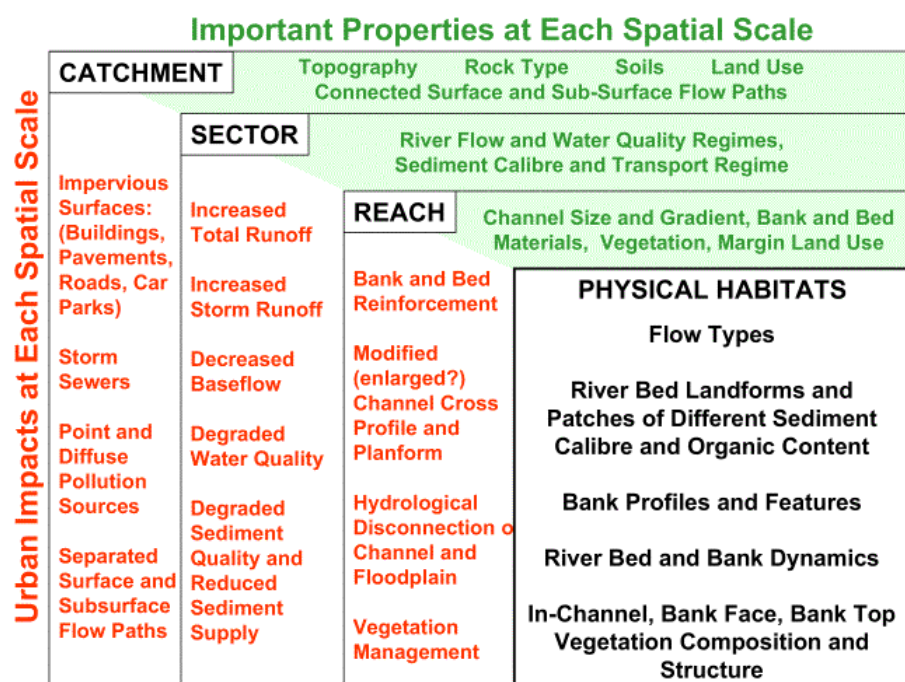 Important Properties at Each Spatial Scale
Urban Impacts at Each Spatial Scale
CATCHMENT
Topography Rock Type Soils Land Use
Connected Surface and Sub-Surface Flow Paths
Impervious
Surfaces:
(Buildings,
Pavements,
Roads, Car
Parks)
Storm
Sewers
Point and
Diffuse
Pollution
Sources
Separated
Surface and
Subsurface
Flow Paths
SECTOR
River Flow and Water Quality Regimes,
Sediment Calibre and Transport Regime
Increased
Total Runoff
Increased
Storm Runoff
Decreased
Baseflow
Degraded
Water Quality
Degraded
Sediment
Quality and
Reduced
Sediment
Supply
REACH
Channel Size and Gradient, Bank and Bed
Materials, Vegetation, Margin Land Use
Bank and Bed
Reinforcement
Modified
(enlarged?)
Channel Cross
Profile and
Planform
Hydrological
Disconnection o
Channel and
Floodplain
Vegetation
Management
PHYSICAL HABITATS
Flow Types
River Bed Landforms and
Patches of Different Sediment
Calibre and Organic Content
Bank Profiles and Features
River Bed and Bank Dynamics
In-Channel, Bank Face, Bank Top
Vegetation Composition and
Structure